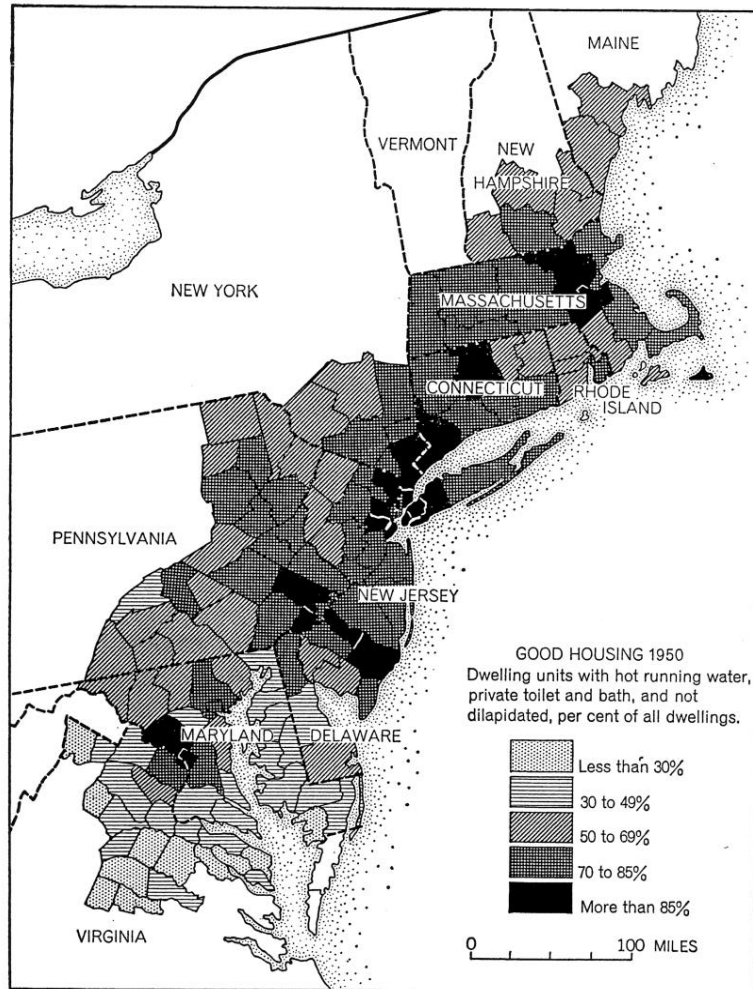 MAINE
VERMONT
NEW
HAMPSHIRE
NEW YORK
MASSACHUSETTS
CONNECTICUT
RHODE
ISLAND
PENNSYLVANIA
NEW JERSEY
MARYLAND
DELAWARE
VIRGINIA
GOOD HOUSING 1950
Dwelling units with hot running water,
private toilet and bath, and not
dilapidated, per cent of all dwellings.
Less than 30%
30 to 49%
50 to 69%
70 to 85%
More than 85%
0 100 MILES